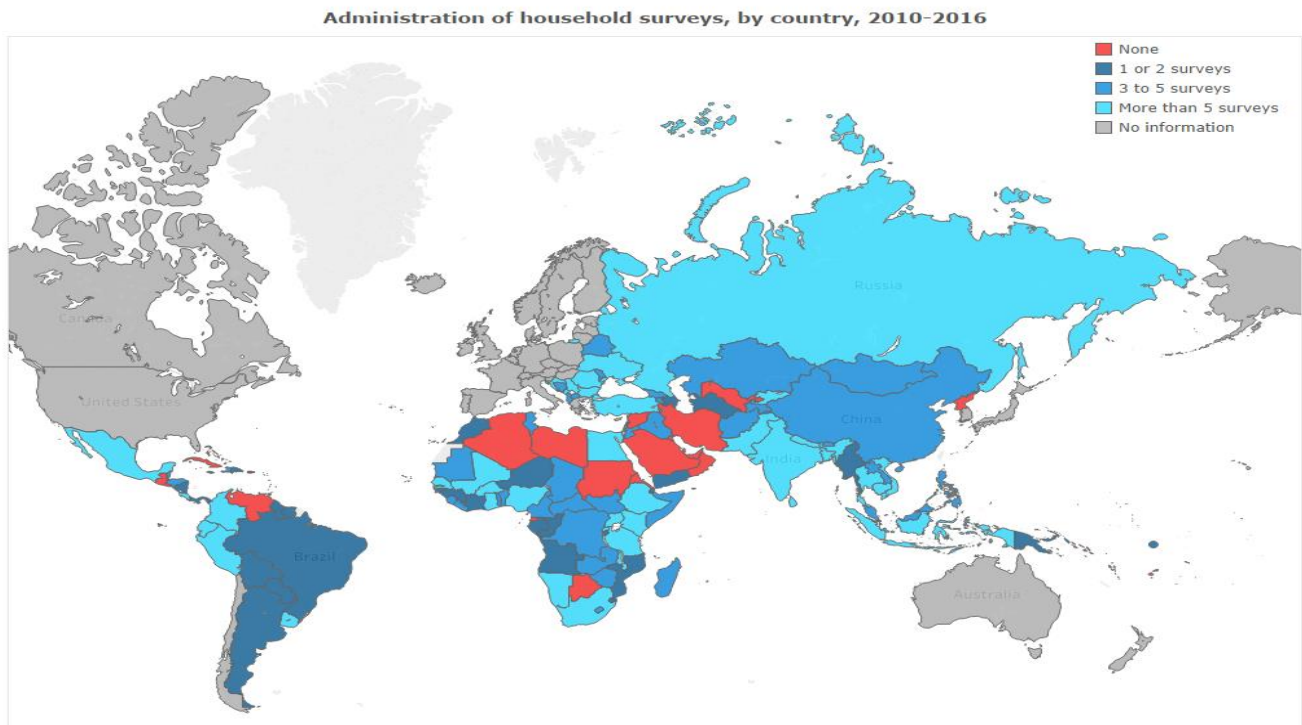 Administration of household surveys, by country, 2010-2016
None
1 or 2 surveys
3 to 5 surveys
More than 5 surveys
No information
Russia
Canada
United States
China
India
Brazil
Australia